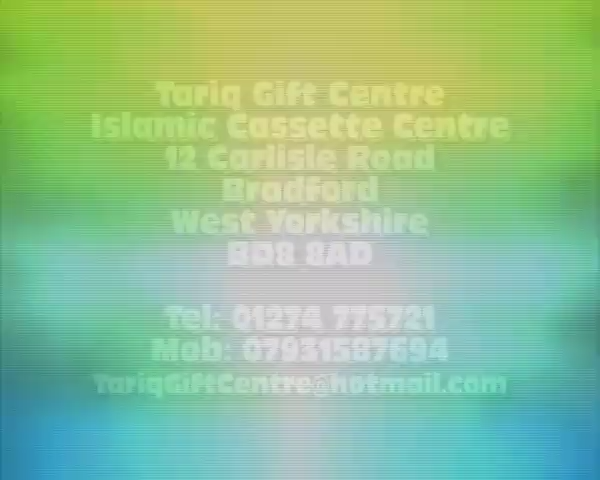 Tariq Gift Centre
Islamic Cassette Centre
12 Carlisle Road
Bradford
West Yorkshire
BD8 8AD
Tel: 01274 775721
Mob: 07931587694
TariqGiftCentre@hotmail.com